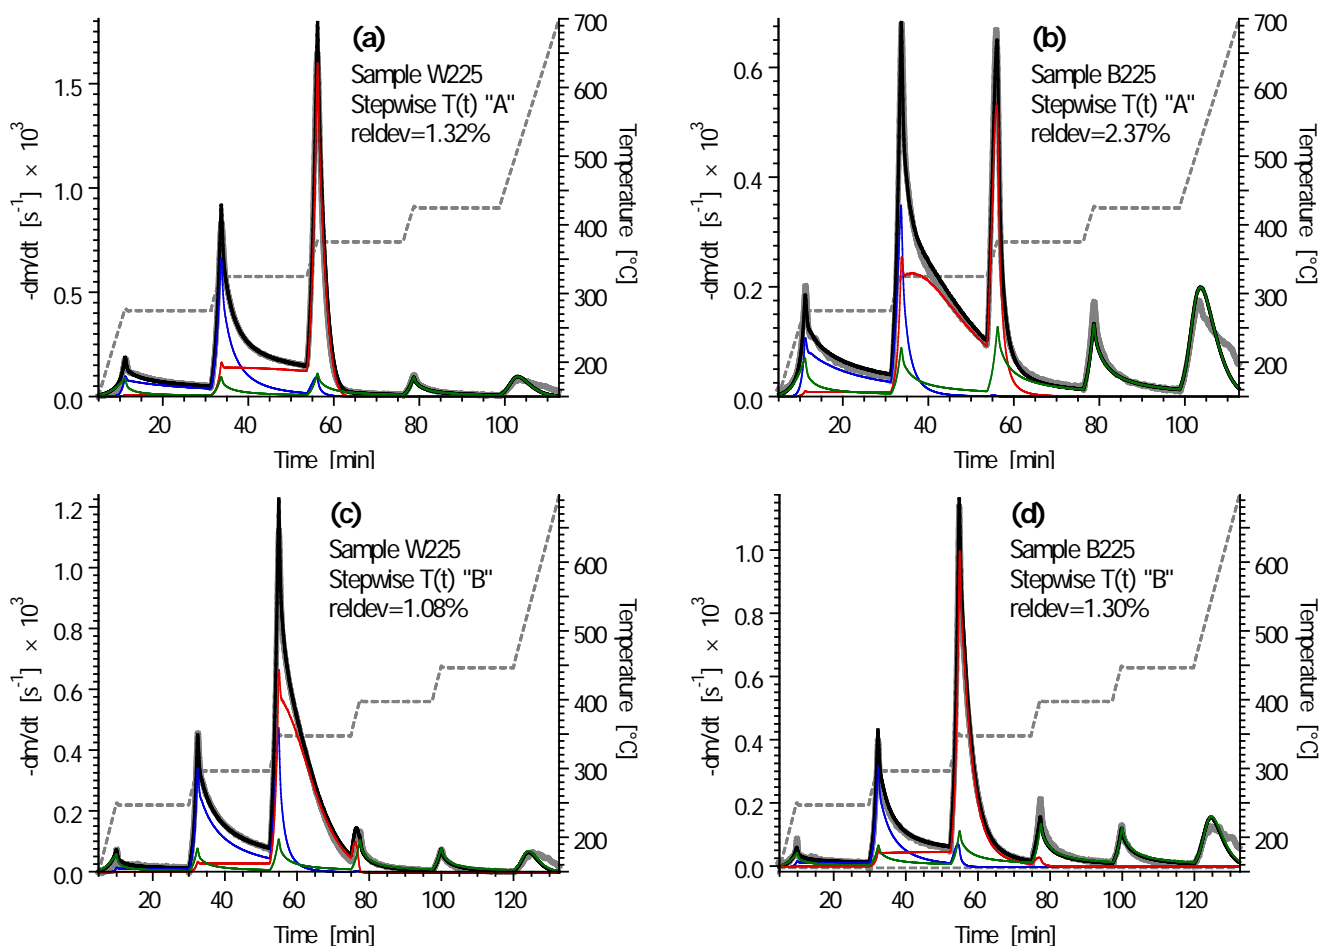 (a)
Sample W225
Stepwise T(t) "A"
reldev=1.32%
-dm/dt [s⁻¹] × 10³
1.5
1.0
0.5
0.0
20 40 60 80 100
Time [min]
700
600
500
400
300
200
Temperature [°C]
(b)
Sample B225
Stepwise T(t) "A"
reldev=2.37%
-dm/dt [s⁻¹] × 10³
0.6
0.4
0.2
0.0
20 40 60 80 100
Time [min]
700
600
500
400
300
200
Temperature [°C]
(c)
Sample W225
Stepwise T(t) "B"
reldev=1.08%
-dm/dt [s⁻¹] × 10³
1.2
1.0
0.8
0.6
0.4
0.2
0.0
20 40 60 80 100 120
Time [min]
600
500
400
300
200
Temperature [°C]
(d)
Sample B225
Stepwise T(t) "B"
reldev=1.30%
-dm/dt [s⁻¹] × 10³
1.0
0.8
0.6
0.4
0.2
0.0
20 40 60 80 100 120
Time [min]
600
500
400
300
200
Temperature [°C]